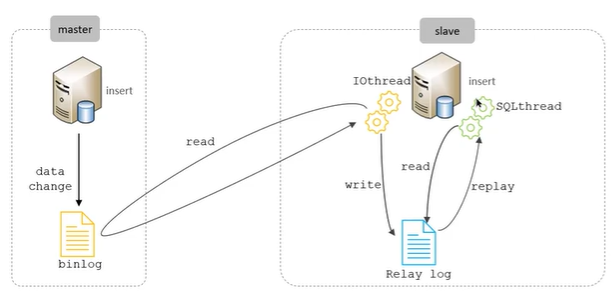 master
slave
insert
data
change
binlog
read
IOthread
insert
SQLthread
write
read
replay
Relay log